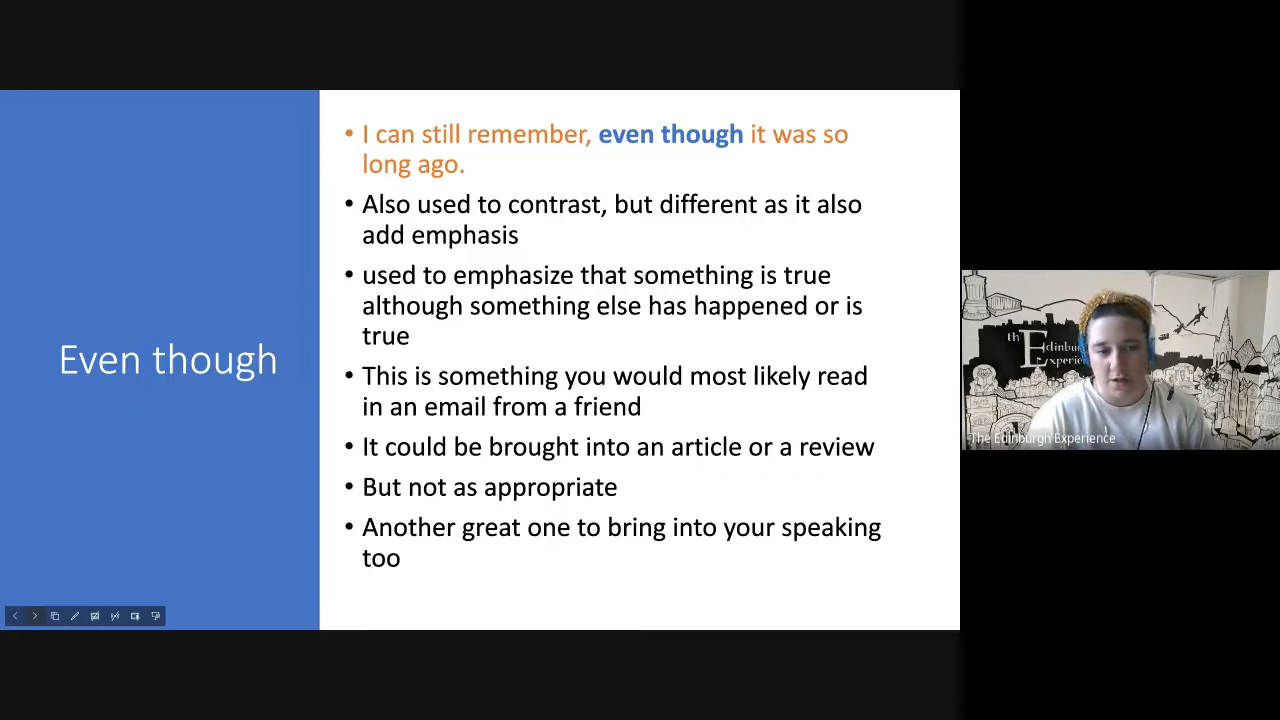 Even though
• I can still remember, even though it was so
long ago.
• Also used to contrast, but different as it also
add emphasis
• used to emphasize that something is true
although something else has happened or is
true
• This is something you would most likely read
in an email from a friend
• It could be brought into an article or a review
• But not as appropriate
• Another great one to bring into your speaking
too
th Edinbur
Experie
The Edinburgh Experience